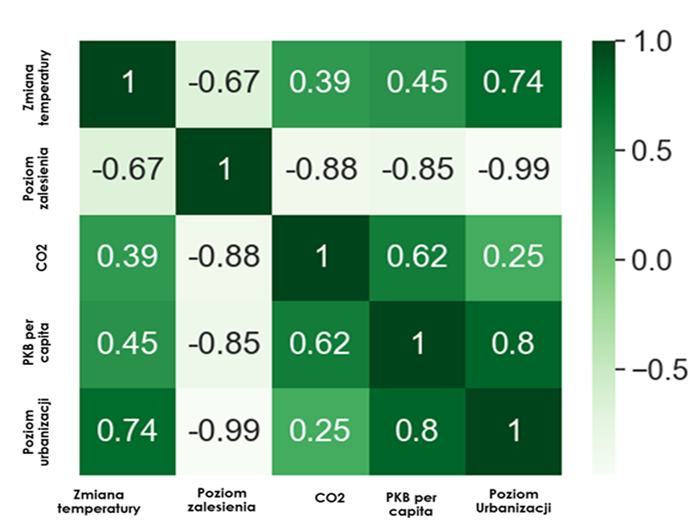 Zmiana
temperatury
1 -0.67 0.39 0.45 0.74
Poziom
zalesienia
-0.67 1 -0.88 -0.85 -0.99
CO2
0.39 -0.88 1 0.62 0.25
PKB per
capita
0.45 -0.85 0.62 1 0.8
Poziom
urbanizacji
0.74 -0.99 0.25 0.8 1
Zmiana
temperatury
Poziom
zalesienia
CO2
PKB per
capita
Poziom
Urbanizacji
1.0
0.5
0.0
−0.5